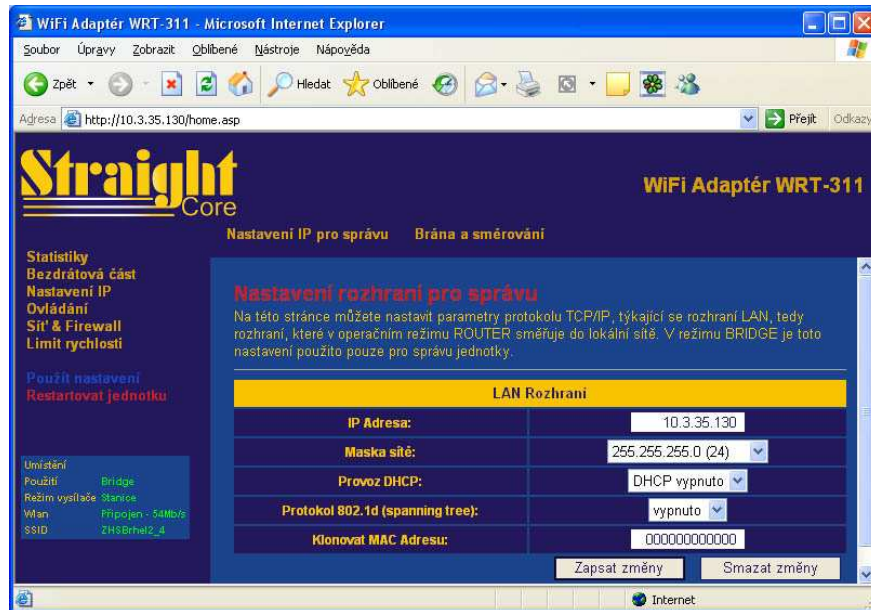 WiFi Adaptér WRT-311 - Microsoft Internet Explorer
Soubor Úpravy Zobrazit Oblíbené Nástroje Nápověda
Zpět Hledat Oblíbené
Adresa http://10.3.35.130/home.asp Přejít Odkazy
Straight
Core
WiFi Adaptér WRT-311
Nastavení IP pro správu Brána a směrování
Statistiky
Bezdrátová část
Nastavení IP
Ovládání
Síť & Firewall
Limit rychlosti
Použít nastavení
Restartovat jednotku
Umístění
Použití Bridge
Režim vysílače Stanice
Wlan Připojen - 54Mb/s
SSID ZHSBrhel2_4
Nastavení rozhraní pro správu
Na této stránce můžete nastavit parametry protokolu TCP/IP, týkající se rozhraní LAN, tedy
rozhraní, které v operačním režimu ROUTER směřuje do lokální sítě. V režimu BRIDGE je toto
nastavení použito pouze pro správu jednotky.
LAN Rozhraní
IP Adresa: 10.3.35.130
Maska sítě: 255.255.255.0 (24)
Provoz DHCP: DHCP vypnuto
Protokol 802.1d (spanning tree): vypnuto
Klonovat MAC Adresu: 000000000000
Zapsat změny Smazat změny
Internet